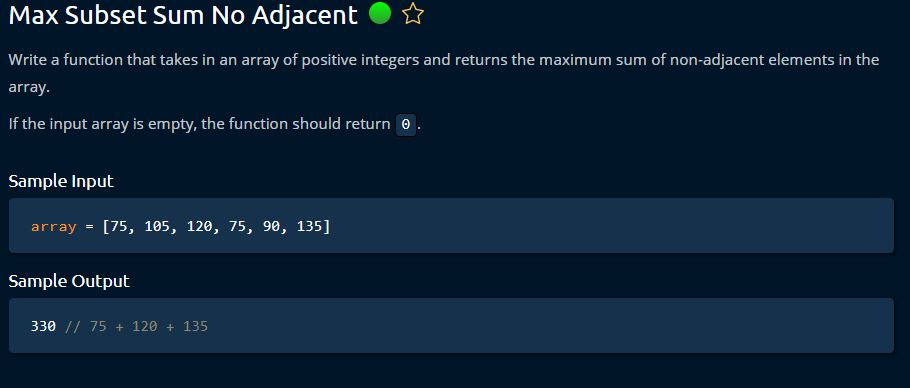 Max Subset Sum No Adjacent
Write a function that takes in an array of positive integers and returns the maximum sum of non-adjacent elements in the
array.
If the input array is empty, the function should return 0.
Sample Input
array = [75, 105, 120, 75, 90, 135]
Sample Output
330 // 75 + 120 + 135